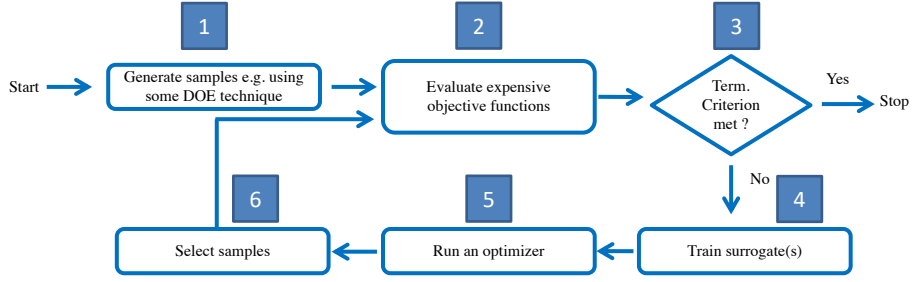 1
2
3
Start
Generate samples e.g. using
some DOE technique
Evaluate expensive
objective functions
Term.
Criterion
met ?
Yes
Stop
No
4
5
6
Train surrogate(s)
Run an optimizer
Select samples